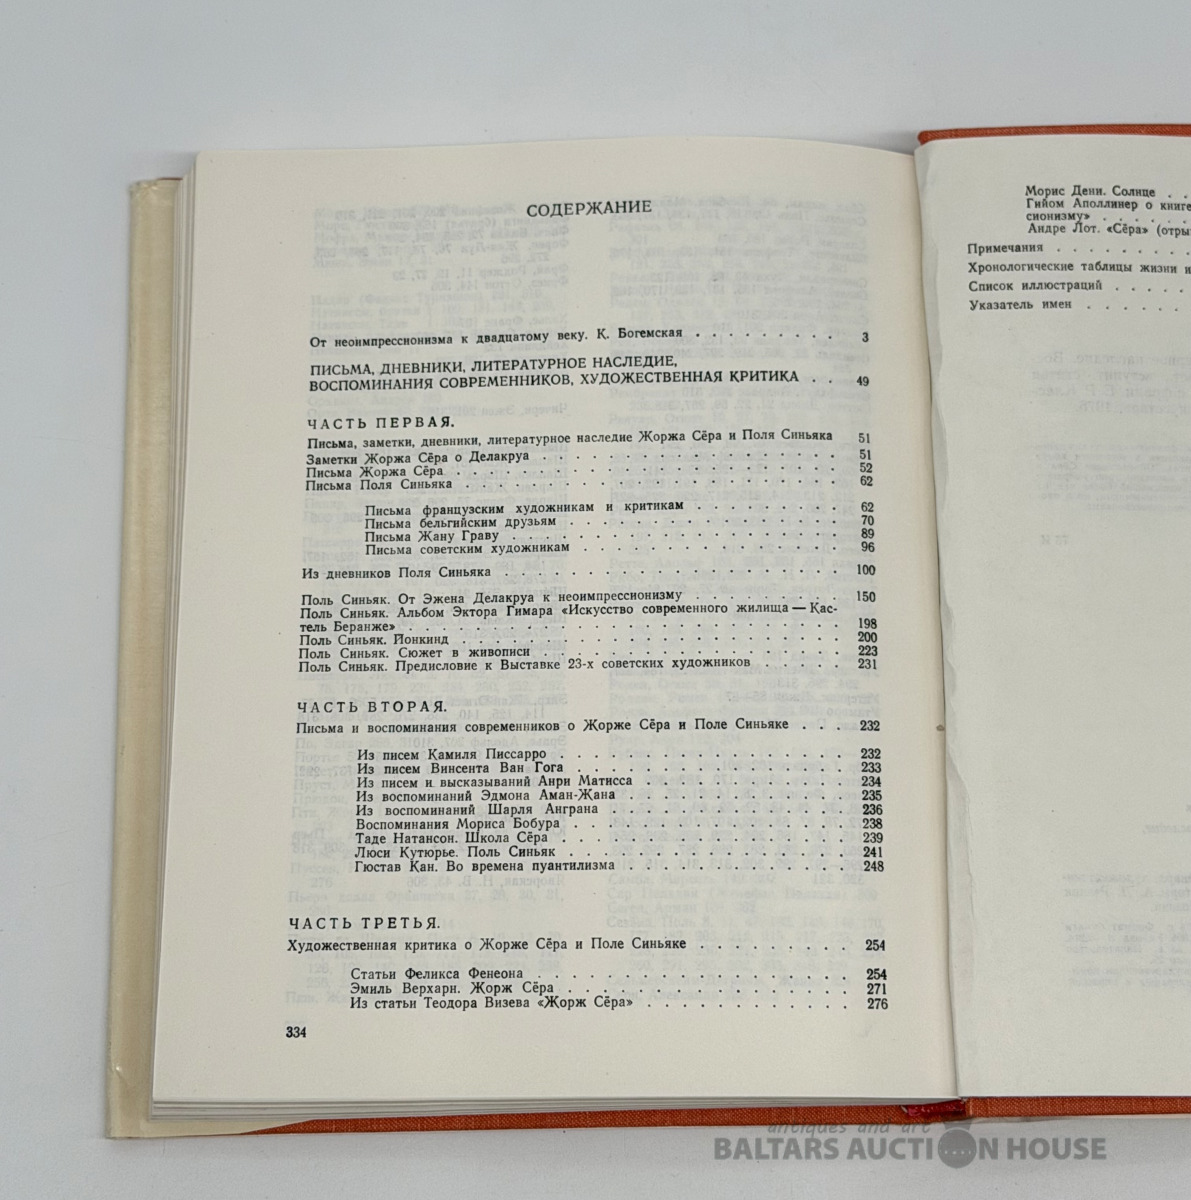 СОДЕРЖАНИЕ
От неоимпрессионизма к двадцатому веку. К. Богемская . . . . . . . . . 3
ПИСЬМА, ДНЕВНИКИ, ЛИТЕРАТУРНОЕ НАСЛЕДИЕ,
ВОСПОМИНАНИЯ СОВРЕМЕННИКОВ, ХУДОЖЕСТВЕННАЯ КРИТИКА . . 49
ЧАСТЬ ПЕРВАЯ.
Письма, заметки, дневники, литературное наследие Жоржа Сёра и Поля Синьяка 51
Заметки Жоржа Сёра о Делакруа . . . . . . . . . . . . . . . 51
Письма Жоржа Сёра . . . . . . . . . . . . . . . . . . 52
Письма Поля Синьяка . . . . . . . . . . . . . . . . . . 62
Письма французским художникам и критикам . . . . . . . . . 62
Письма бельгийским друзьям . . . . . . . . . . . . . . 70
Письма Жану Граву . . . . . . . . . . . . . . . . . 89
Письма советским художникам . . . . . . . . . . . . . . 96
Из дневников Поля Синьяка . . . . . . . . . . . . . . . . . 100
Поль Синьяк. От Эжена Делакруа к неоимпрессионизму . . . . . . . . . 150
Поль Синьяк. Альбом Эктора Гимара «Искусство современного жилища — Кас-
тель Беранже» . . . . . . . . . . . . . . . . . . . . . 198
Поль Синьяк. Йонкинд . . . . . . . . . . . . . . . . . . . 200
Поль Синьяк. Сюжет в живописи . . . . . . . . . . . . . . . 223
Поль Синьяк. Предисловие к Выставке 23-х советских художников . . . . . 231
ЧАСТЬ ВТОРАЯ.
Письма и воспоминания современников о Жорже Сёра и Поле Синьяке . . . 232
Из писем Камиля Писсарро . . . . . . . . . . . . . . . 232
Из писем Винсента Ван Гога . . . . . . . . . . . . . . 233
Из писем и высказываний Анри Матисса . . . . . . . . . . 234
Из воспоминаний Эдмона Аман-Жана . . . . . . . . . . . 235
Из воспоминаний Шарля Анграна . . . . . . . . . . . . 236
Воспоминания Мориса Бобура . . . . . . . . . . . . . . 238
Таде Натансон. Школа Сёра . . . . . . . . . . . . . . . 239
Люси Кутюрье. Поль Синьяк . . . . . . . . . . . . . . . 241
Гюстав Кан. Во времена пуантилизма . . . . . . . . . . . 248
ЧАСТЬ ТРЕТЬЯ.
Художественная критика о Жорже Сёра и Поле Синьяке . . . . . . . . . 254
Статьи Феликса Фенеона . . . . . . . . . . . . . . . . 254
Эмиль Верхарн. Жорж Сёра . . . . . . . . . . . . . . . 271
Из статьи Теодора Визева «Жорж Сёра» . . . . . . . . . . . 276
334
Морис Дени. Солнце . .
Гийом Аполлинер о книге
сионизму» . . . . . .
Андре Лот. «Сёра» (отры
Примечания . . . . . . . .
Хронологические таблицы жизни и
Список иллюстраций . . . . .
Указатель имен . . . . . . .
antiques and art
BALTARS AUCTION HOUSE